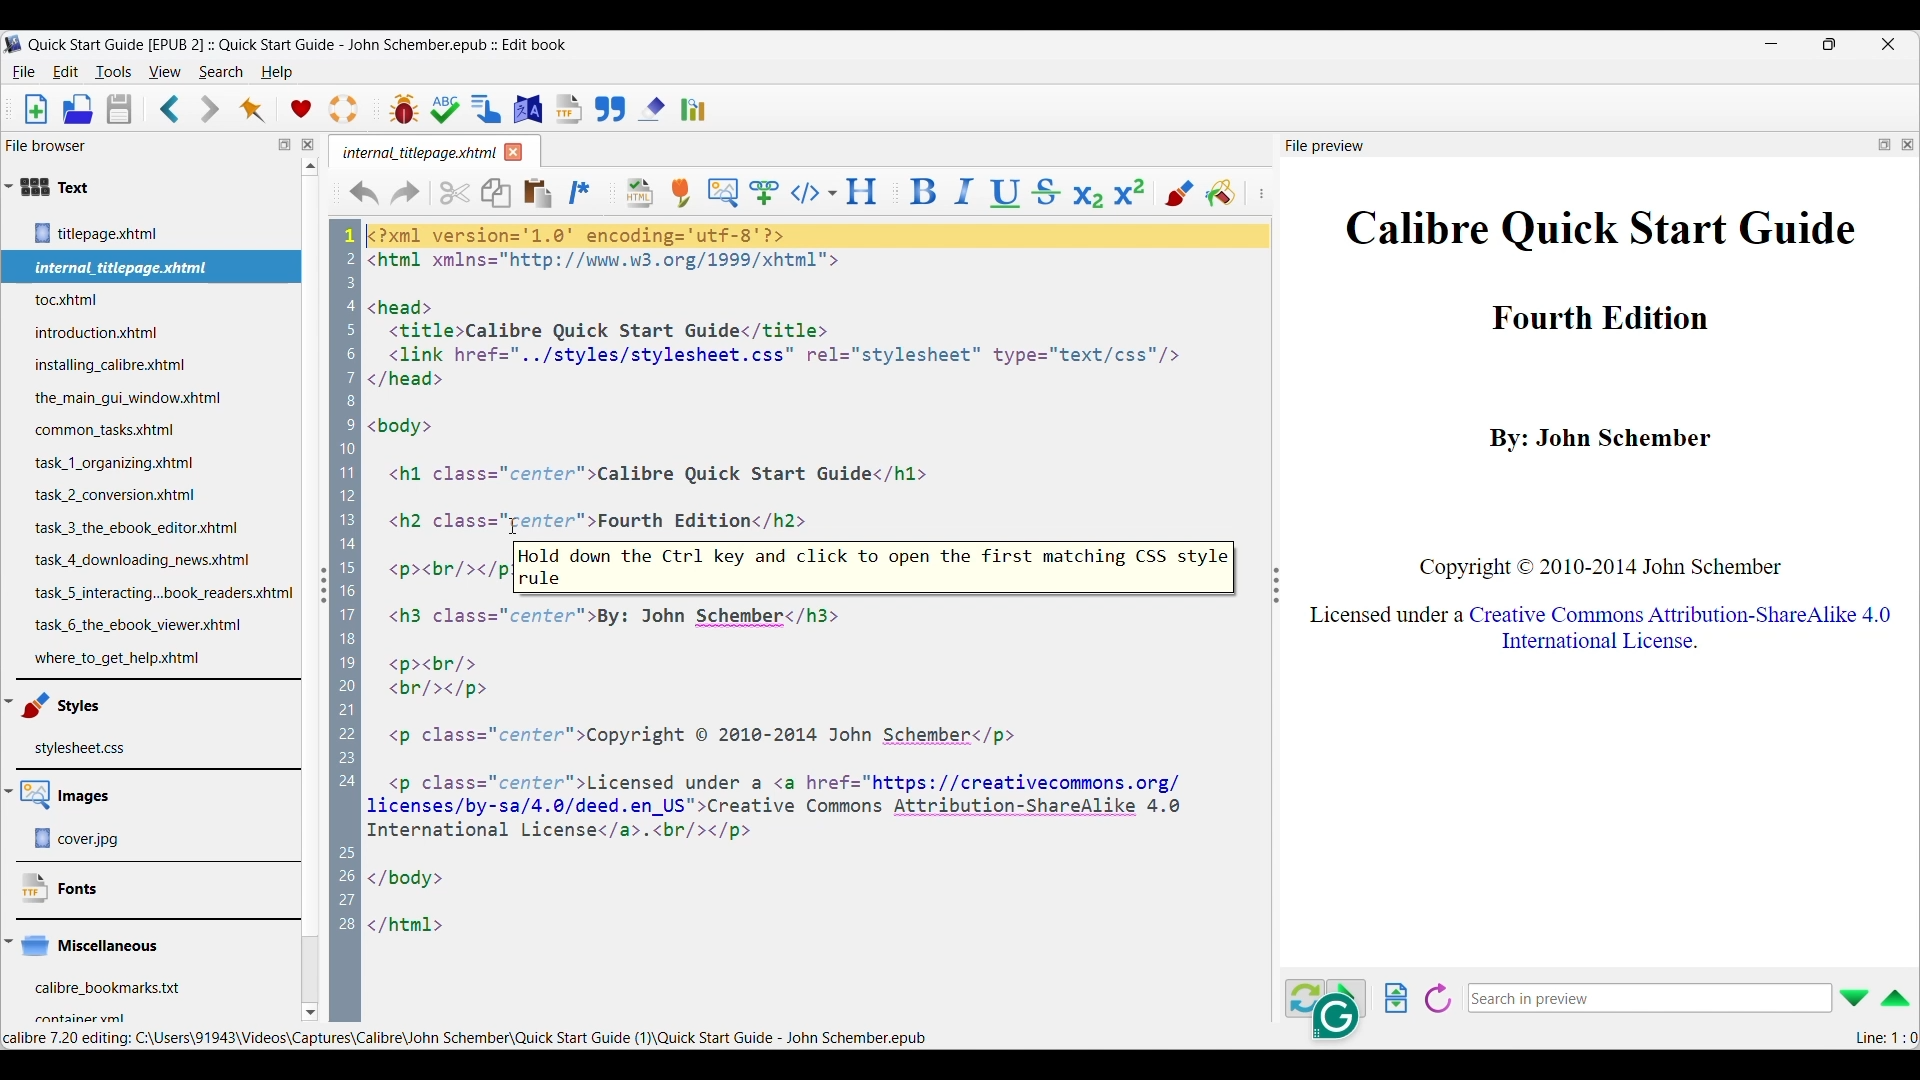 Quick Start Guide [EPUB 2] :: Quick Start Guide - John Schember.epub :: Edit book
File Edit Tools View Search Help
ABC
TTF
File browser
Text
titlepage.xhtml
internal_titlepage.xhtml
toc.xhtml
introduction.xhtml
installing_calibre.xhtml
the_main_gui_window.xhtml
common_tasks.xhtml
task_1_organizing.xhtml
task_2_conversion.xhtml
task_3_the_ebook_editor.xhtml
task_4_downloading_news.xhtml
task_5_interacting...book_readers.xhtml
task_6_the_ebook_viewer.xhtml
where_to_get_help.xhtml
Styles
stylesheet.css
Images
cover.jpg
TTF
Fonts
Miscellaneous
calibre_bookmarks.txt
container.xml
internal_titlepage.xhtml
HTML H B I U S X2 X2
1 <?xml version='1.0' encoding='utf-8'?>
2 <html xmlns="http://www.w3.org/1999/xhtml">
3
4 <head>
5 <title>Calibre Quick Start Guide</title>
6 <link href="../styles/stylesheet.css" rel="stylesheet" type="text/css"/>
7 </head>
8
9 <body>
10
11 <h1 class="center">Calibre Quick Start Guide</h1>
12
13 <h2 class="center">Fourth Edition</h2>
14
15 <p><br/></p>
Hold down the Ctrl key and click to open the first matching CSS style
rule
16
17 <h3 class="center">By: John Schember</h3>
18
19 <p><br/>
20 <br/></p>
21
22 <p class="center">Copyright © 2010-2014 John Schember</p>
23
24 <p class="center">Licensed under a <a href="https://creativecommons.org/
licenses/by-sa/4.0/deed.en_US">Creative Commons Attribution-ShareAlike 4.0
International License</a>.<br/></p>
25
26 </body>
27
28 </html>
File preview
Calibre Quick Start Guide
Fourth Edition
By: John Schember
Copyright © 2010-2014 John Schember
Licensed under a Creative Commons Attribution-ShareAlike 4.0
International License.
Search in preview
calibre 7.20 editing: C:\Users\91943\Videos\Captures\Calibre\John Schember\Quick Start Guide (1)\Quick Start Guide - John Schember.epub
Line: 1 : 0